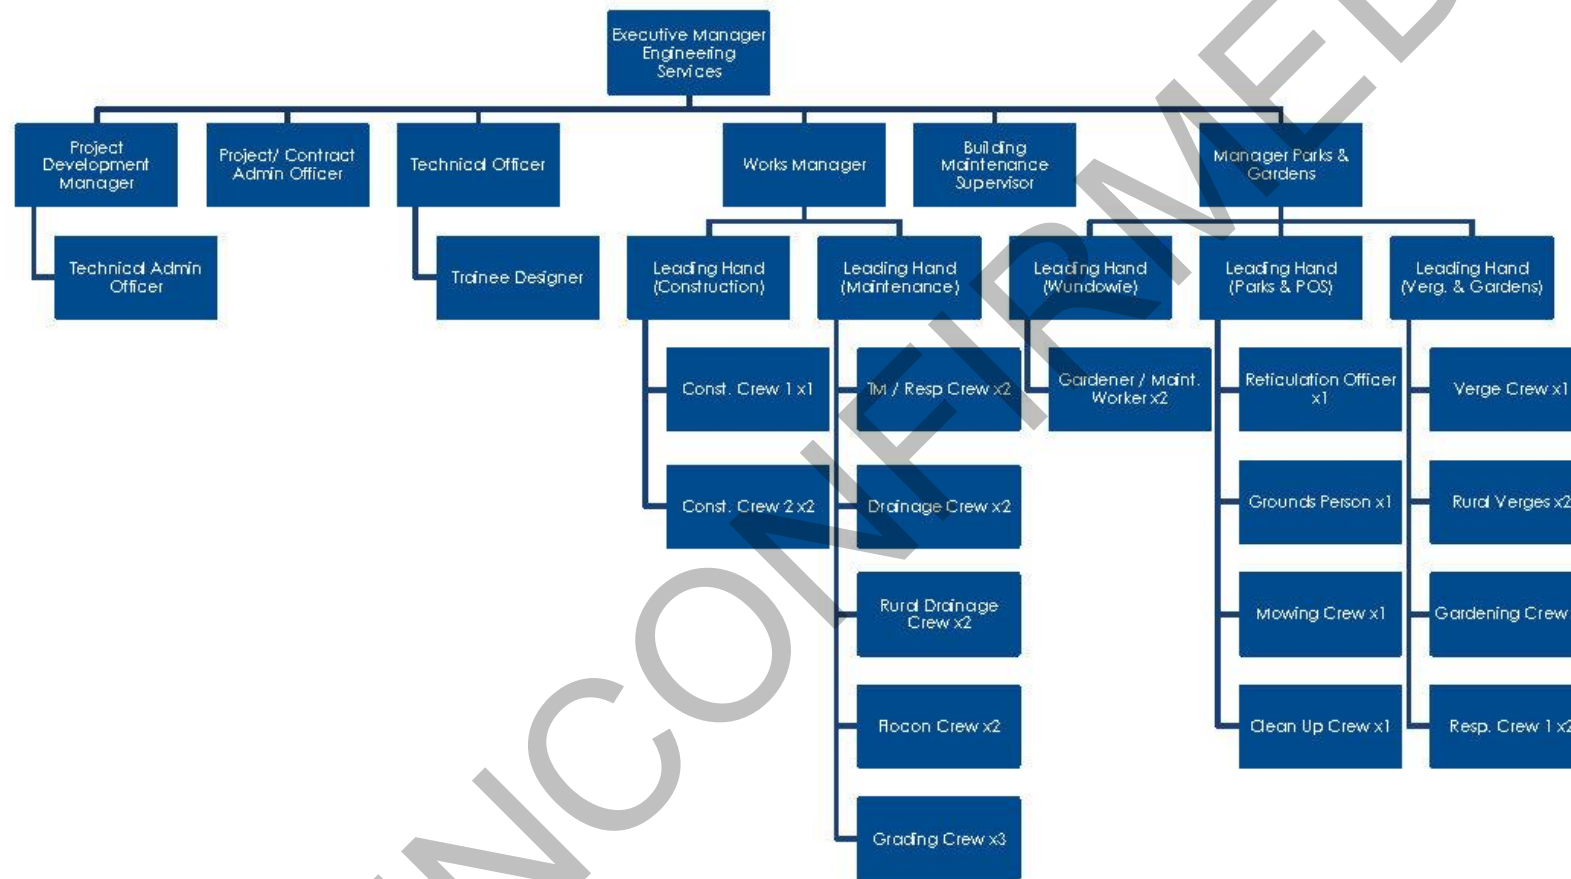 Executive Manager
Engineering
Services
Project
Development
Manager
Project/ Contract
Admin Officer
Technical Officer
Works Manager
Building
Maintenance
Supervisor
Manager Parks &
Gardens
Technical Admin
Officer
Trainee Designer
Leading Hand
(Construction)
Leading Hand
(Maintenance)
Leading Hand
(Wundowie)
Leading Hand
(Parks & POS)
Leading Hand
(Verg. & Gardens)
Const. Crew 1 x1
TM / Resp Crew x2
Gardener / Maint.
Worker x2
Reticulation Officer
x1
Verge Crew x1
Const. Crew 2 x2
Drainage Crew x2
Grounds Person x1
Rural Verges x2
Rural Drainage
Crew x2
Mowing Crew x1
Gardening Crew
Flocon Crew x2
Clean Up Crew x1
Resp. Crew 1 x2
Grading Crew x3
NCONFIRMED